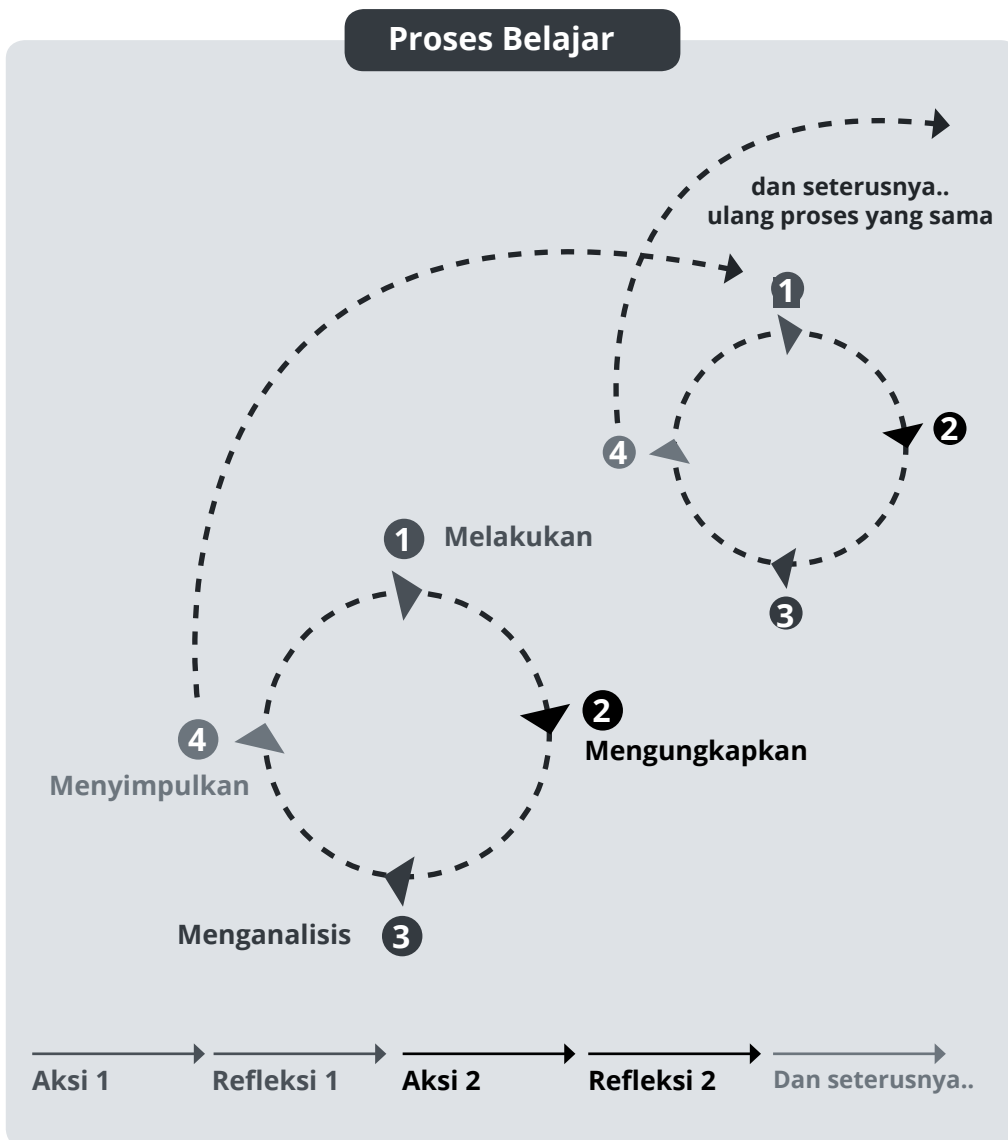 Proses Belajar
dan seterusnya..
ulang proses yang sama
1
2
4
3
1 Melakukan
2
Mengungkapkan
4
Menyimpulkan
Menganalisis 3
Aksi 1 Refleksi 1 Aksi 2 Refleksi 2 Dan seterusnya..